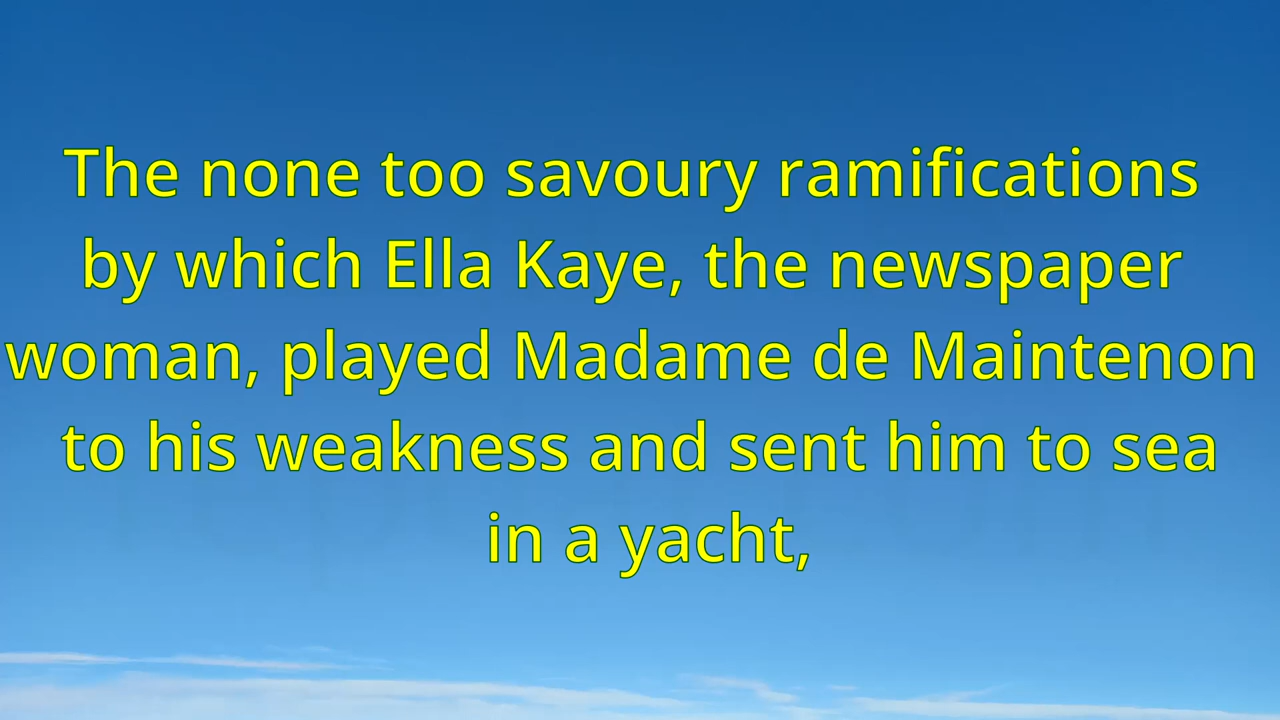 The none too savoury ramifications
by which Ella Kaye, the newspaper
woman, played Madame de Maintenon
to his weakness and sent him to sea
in a yacht,